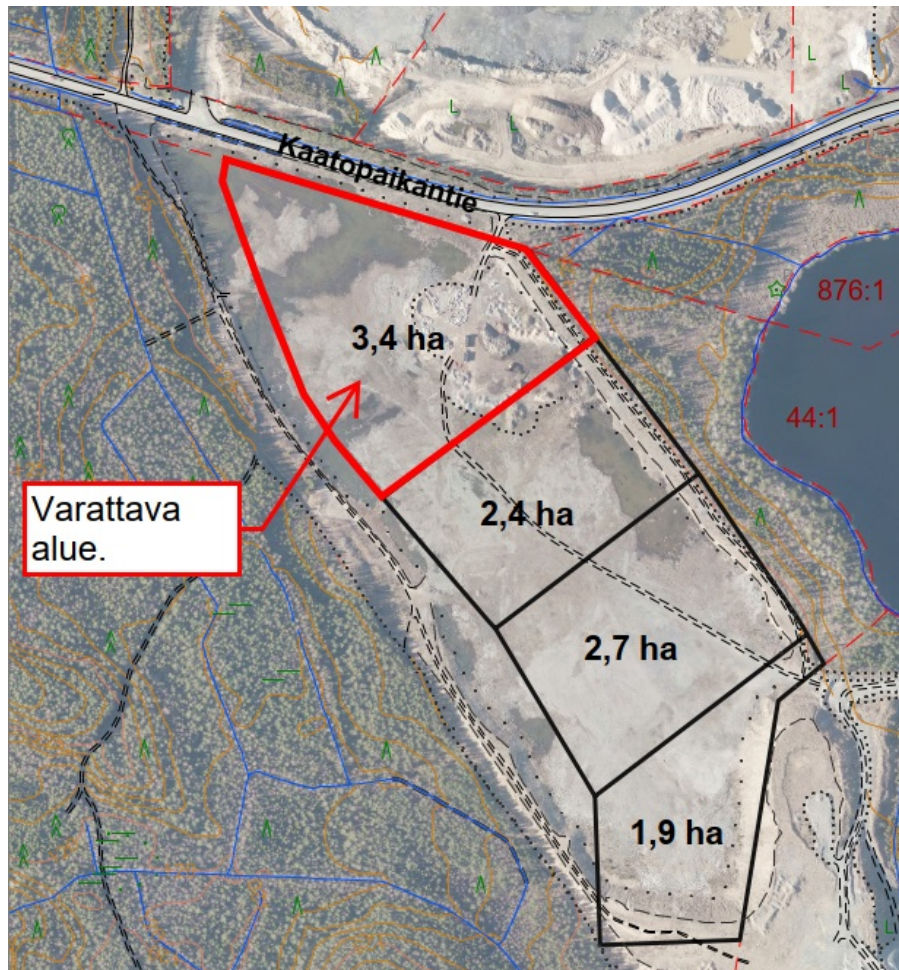 Kaatopaikantie
876:1
3,4 ha
44:1
Varattava
alue.
2,4 ha
2,7 ha
1,9 ha